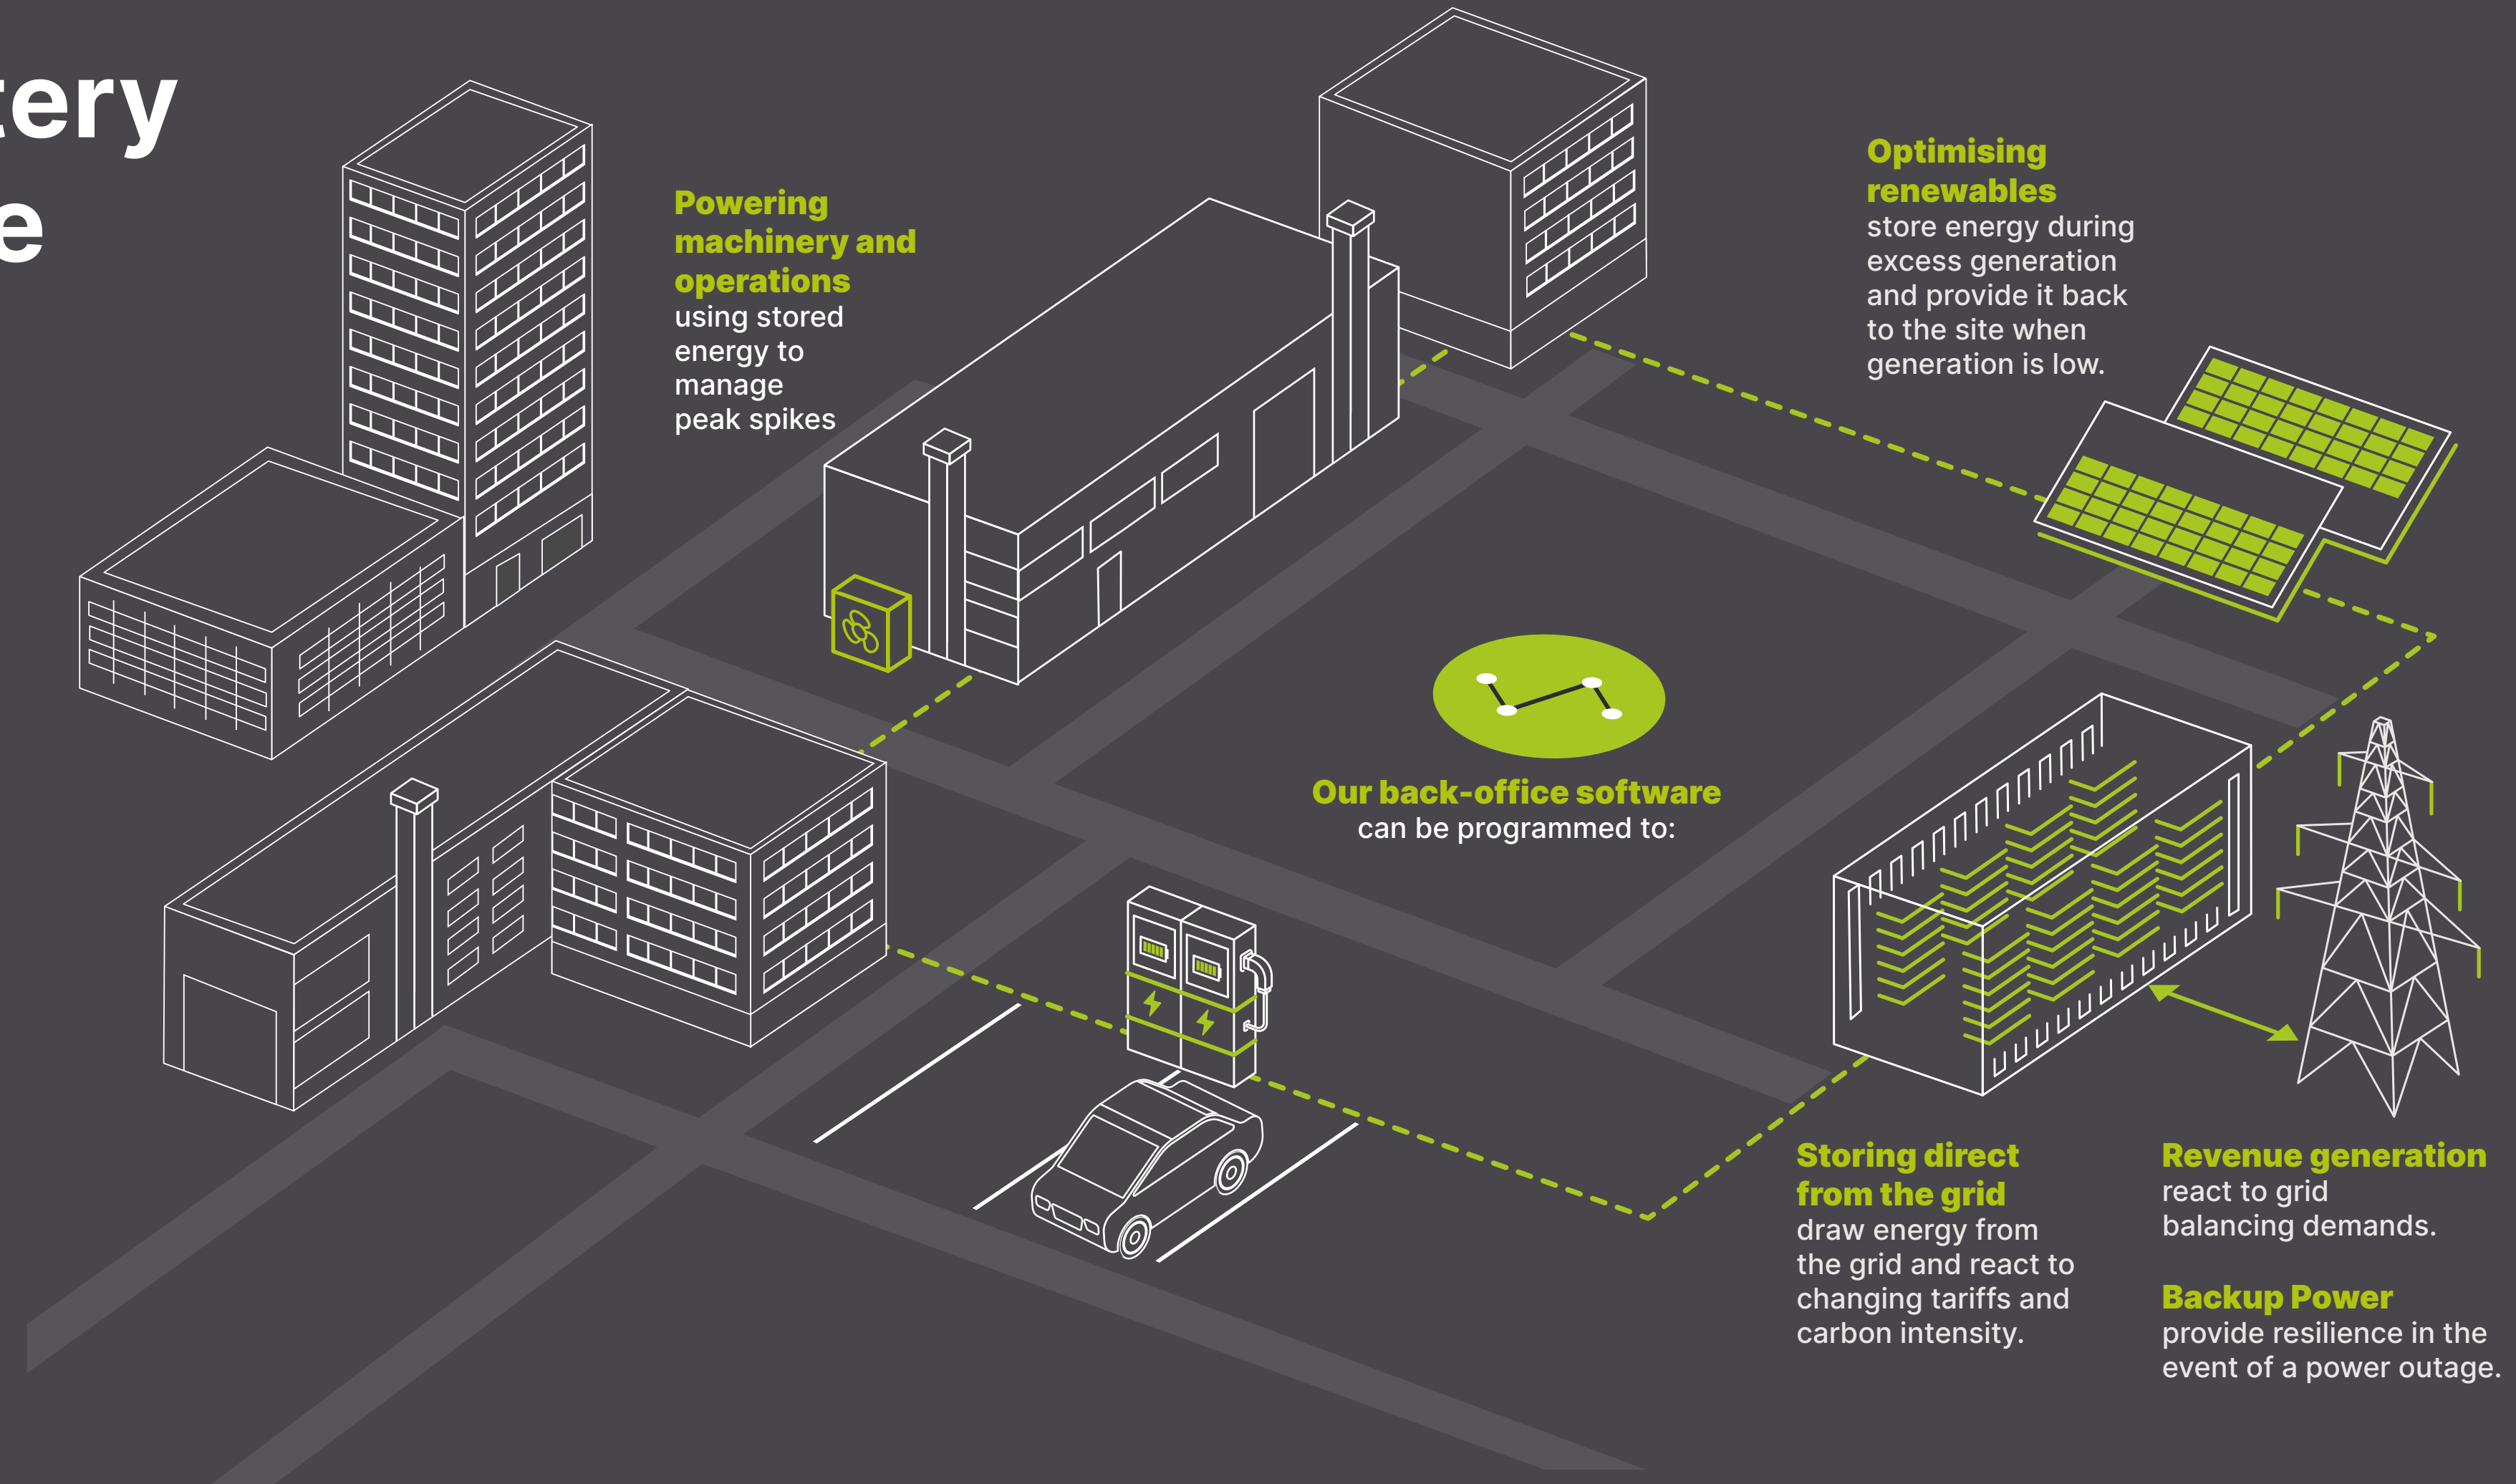 tery
e
Powering
machinery and
operations
using stored
energy to
manage
peak spikes
Optimising
renewables
store energy during
excess generation
and provide it back
to the site when
generation is low.
Our back-office software
can be programmed to:
Storing direct
from the grid
draw energy from
the grid and react to
changing tariffs and
carbon intensity.
Revenue generation
react to grid
balancing demands.
Backup Power
provide resilience in the
event of a power outage.